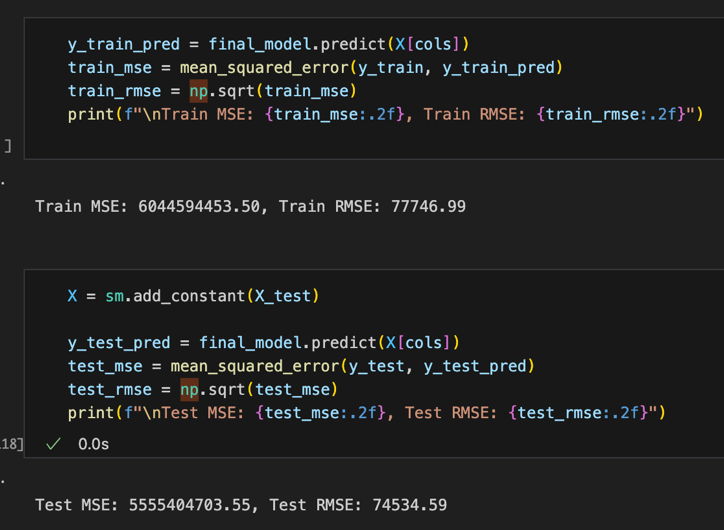 y_train_pred = final_model.predict(X[cols])
train_mse = mean_squared_error(y_train, y_train_pred)
train_rmse = np.sqrt(train_mse)
print(f"\nTrain MSE: {train_mse:.2f}, Train RMSE: {train_rmse:.2f}")
]
.
Train MSE: 6044594453.50, Train RMSE: 77746.99
X = sm.add_constant(X_test)
y_test_pred = final_model.predict(X[cols])
test_mse = mean_squared_error(y_test, y_test_pred)
test_rmse = np.sqrt(test_mse)
print(f"\nTest MSE: {test_mse:.2f}, Test RMSE: {test_rmse:.2f}")
18] ✓ 0.0s
.
Test MSE: 5555404703.55, Test RMSE: 74534.59